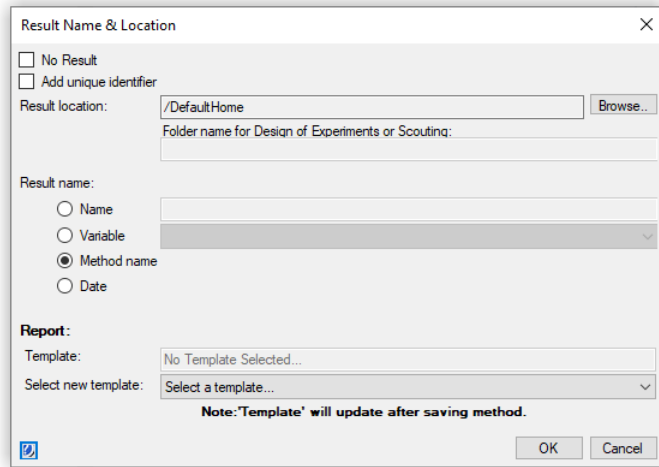 Result Name & Location
No Result
Add unique identifier
Result location: /DefaultHome Browse..
Folder name for Design of Experiments or Scouting:
Result name:
Name
Variable
Method name
Date
Report:
Template: No Template Selected...
Select new template: Select a template...
Note:'Template' will update after saving method.
OK Cancel